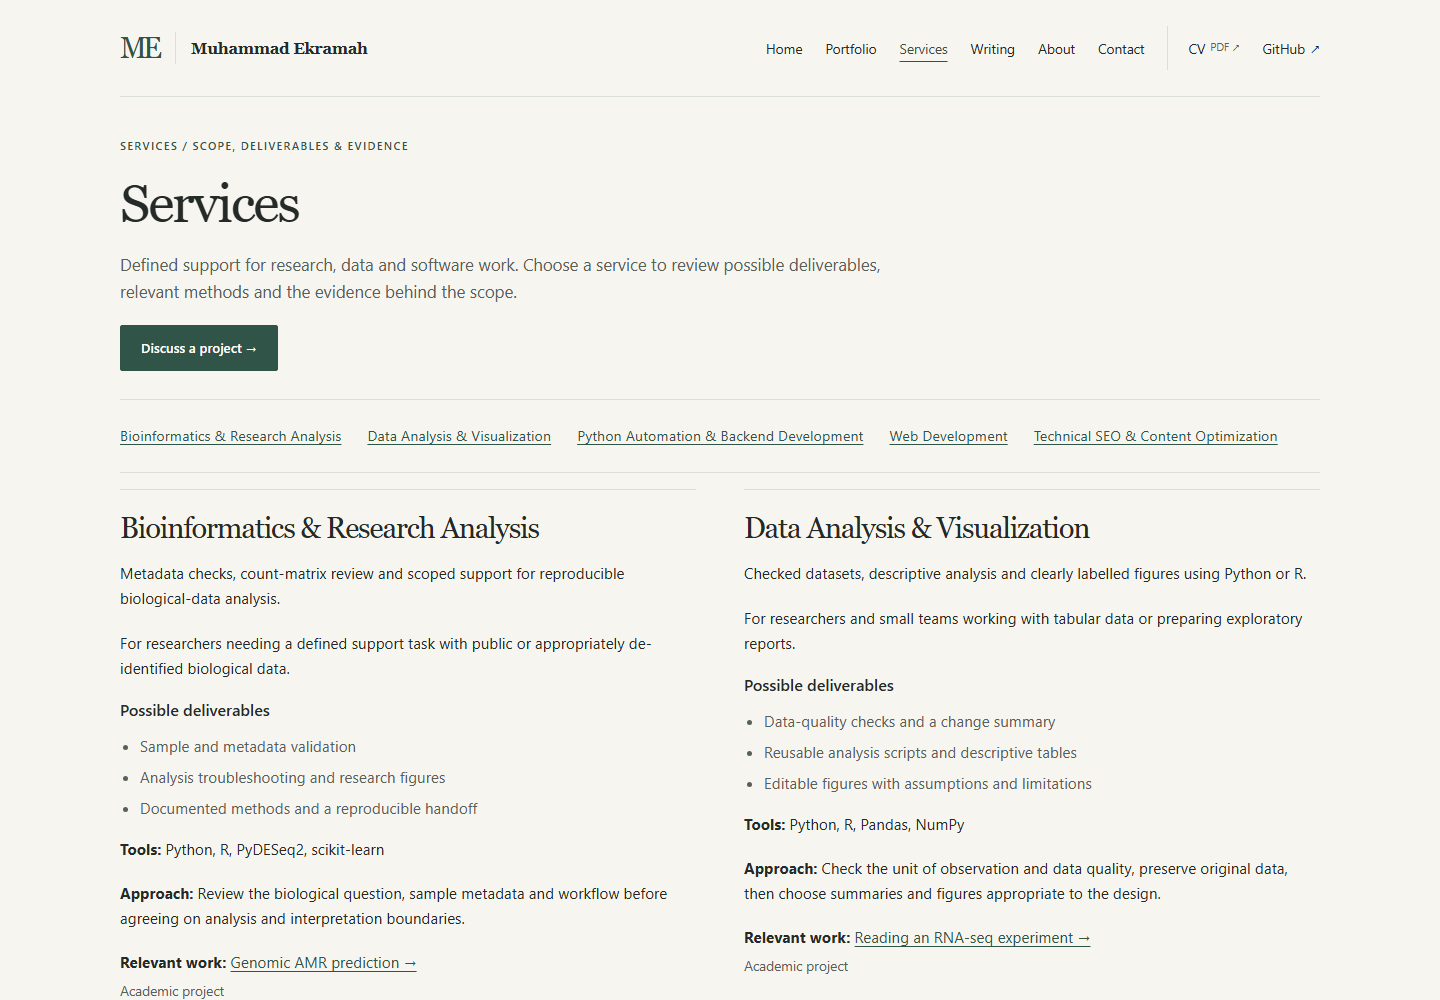 ME
Muhammad Ekramah
Home Portfolio Services Writing About Contact CV PDF ↗ GitHub ↗
SERVICES / SCOPE, DELIVERABLES & EVIDENCE
Services
Defined support for research, data and software work. Choose a service to review possible deliverables,
relevant methods and the evidence behind the scope.
Discuss a project →
Bioinformatics & Research Analysis Data Analysis & Visualization Python Automation & Backend Development Web Development Technical SEO & Content Optimization
Bioinformatics & Research Analysis
Metadata checks, count-matrix review and scoped support for reproducible
biological-data analysis.
For researchers needing a defined support task with public or appropriately de-
identified biological data.
Possible deliverables
• Sample and metadata validation
• Analysis troubleshooting and research figures
• Documented methods and a reproducible handoff
Tools: Python, R, PyDESeq2, scikit-learn
Approach: Review the biological question, sample metadata and workflow before
agreeing on analysis and interpretation boundaries.
Relevant work: Genomic AMR prediction →
Academic project
Data Analysis & Visualization
Checked datasets, descriptive analysis and clearly labelled figures using Python or R.
For researchers and small teams working with tabular data or preparing exploratory
reports.
Possible deliverables
• Data-quality checks and a change summary
• Reusable analysis scripts and descriptive tables
• Editable figures with assumptions and limitations
Tools: Python, R, Pandas, NumPy
Approach: Check the unit of observation and data quality, preserve original data,
then choose summaries and figures appropriate to the design.
Relevant work: Reading an RNA-seq experiment →
Academic project